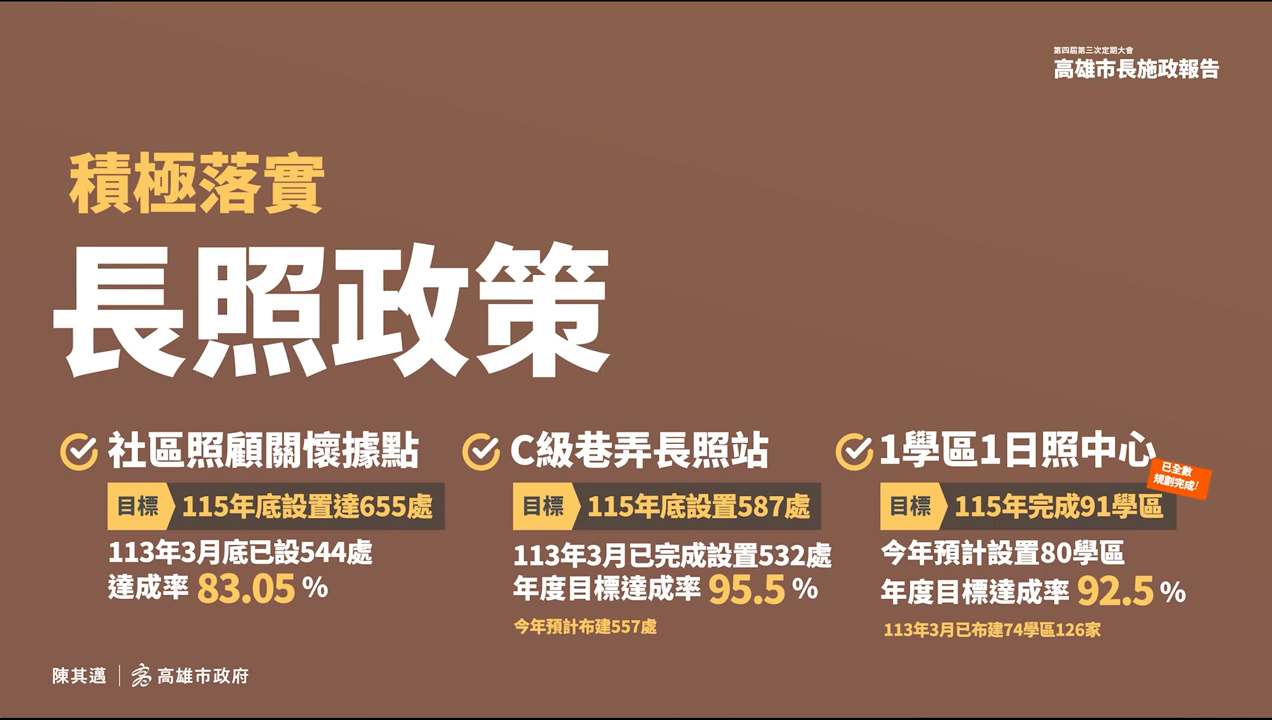 第四屆第三次定期大會
高雄市長施政報告
積極落實
長照政策
社區照顧關懷據點
目標 115年底設置達655處
113年3月底已設544處
達成率 83.05 %
C級巷弄長照站
目標 115年底設置587處
113年3月已完成設置532處
年度目標達成率 95.5 %
今年預計布建557處
1學區1日照中心
已全數
規劃完成!
目標 115年完成91學區
今年預計設置80學區
年度目標達成率 92.5 %
113年3月已布建74學區126家
陳其邁 | 高雄市政府